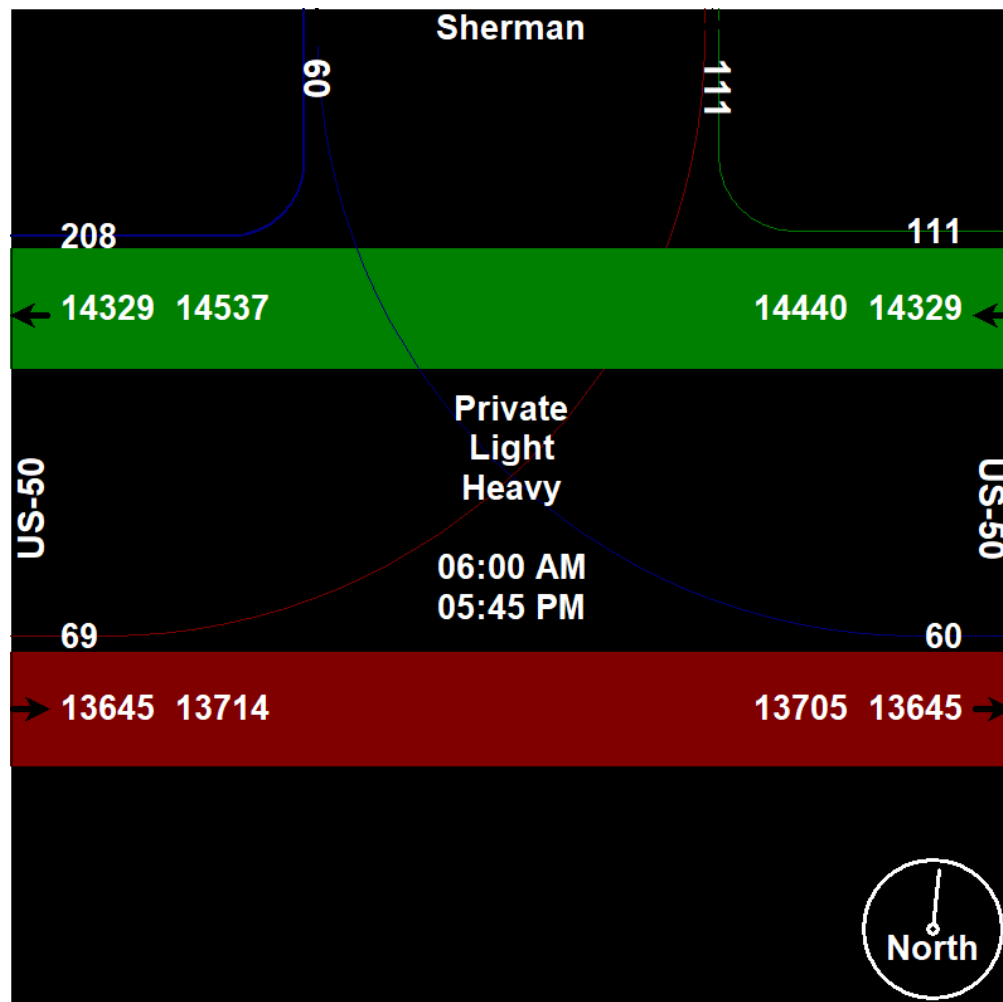 Sherman
60
111
208
111
14329 14537
14440 14329
Private
Light
Heavy
US-50
US-50
06:00 AM
05:45 PM
69
60
13645 13714
13705 13645
North